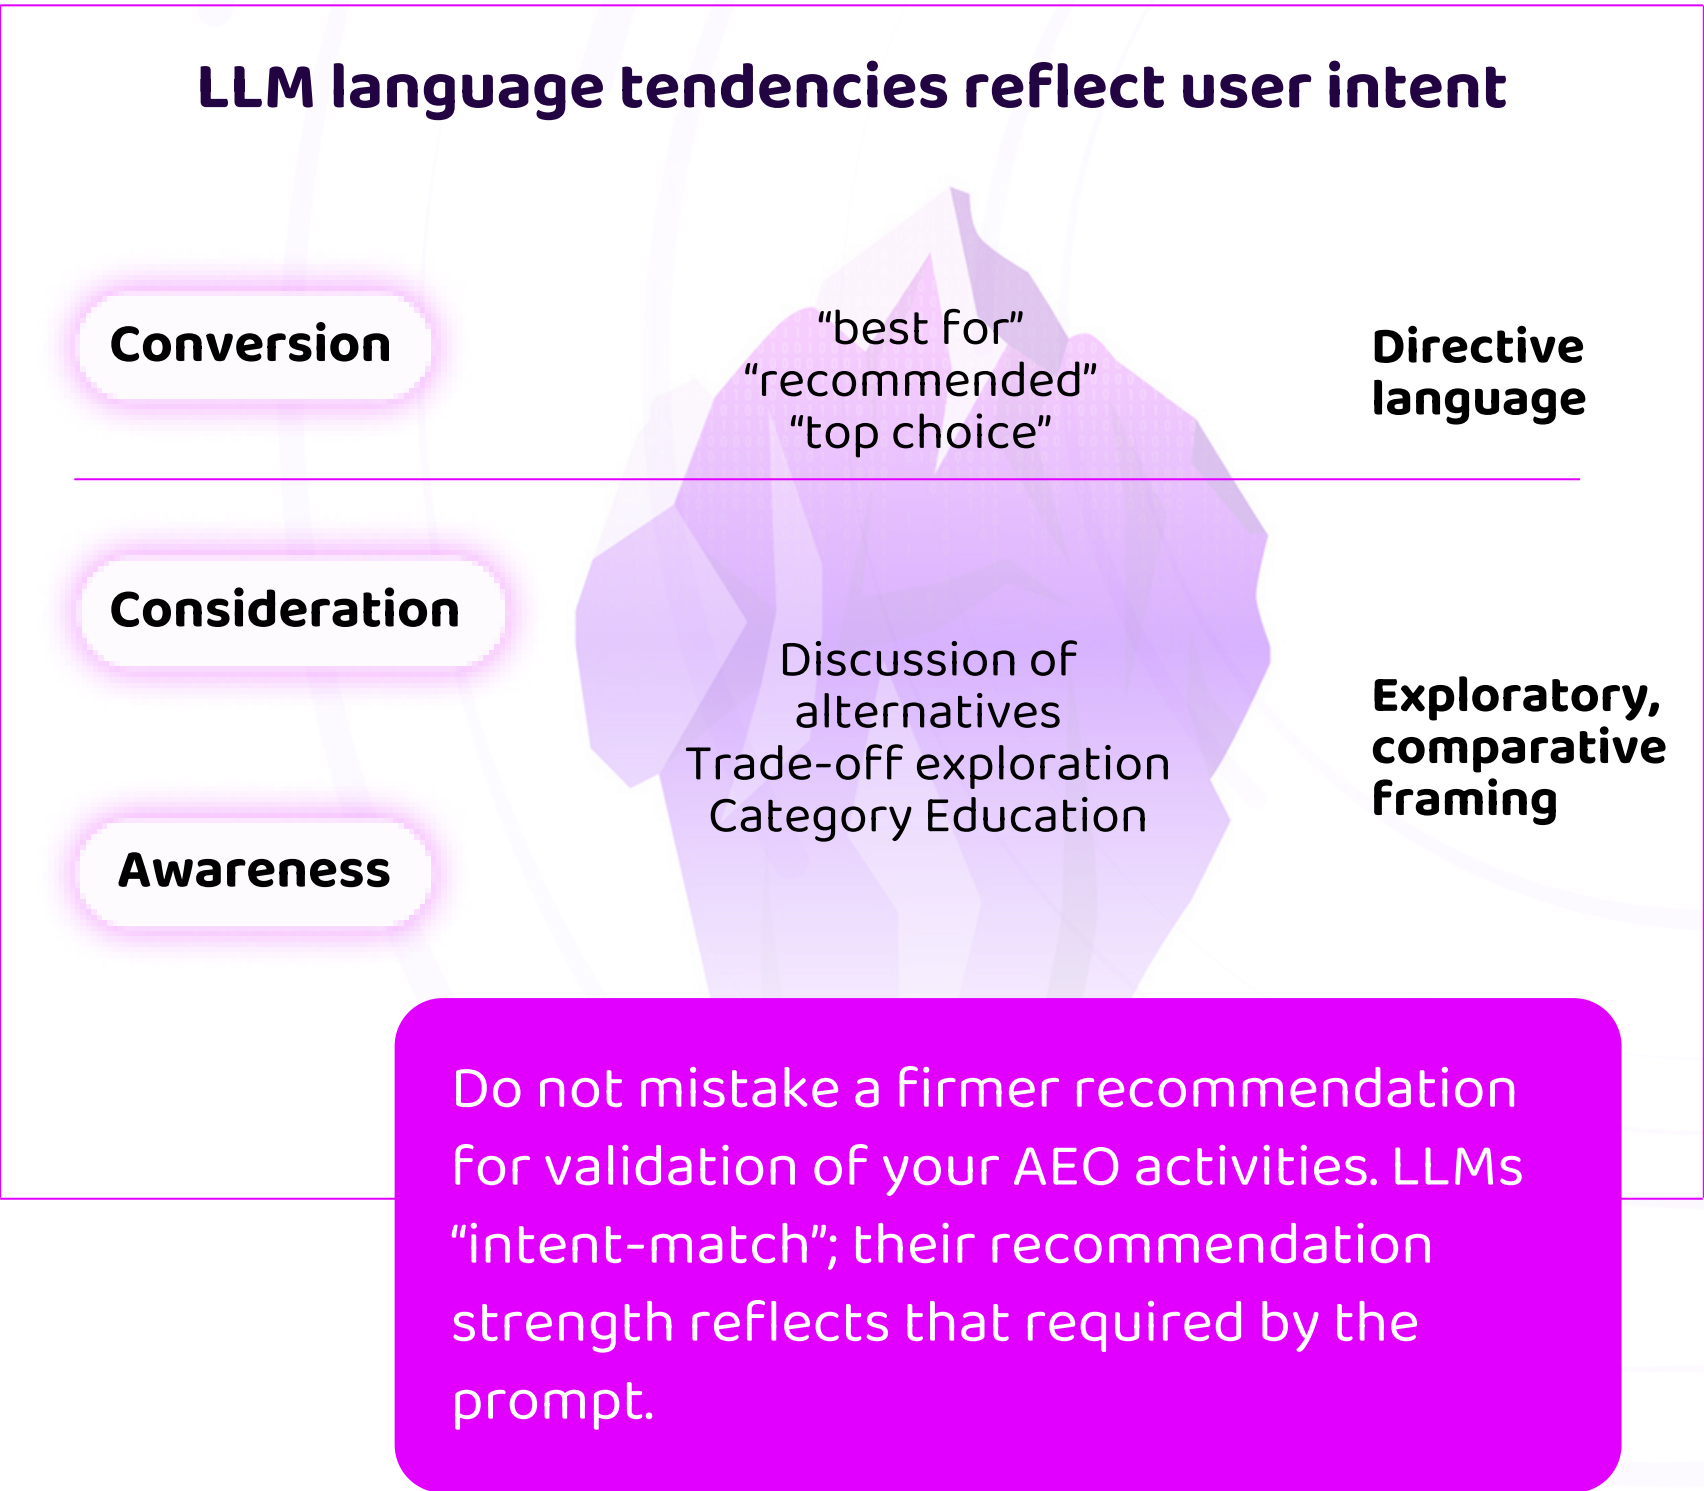 LLM language tendencies reflect user intent
Conversion
“best for”
“recommended”
“top choice”
Directive
language
Consideration
Discussion of
alternatives
Trade-off exploration
Category Education
Exploratory,
comparative
framing
Awareness
Do not mistake a firmer recommendation
for validation of your AEO activities. LLMs
“intent-match”; their recommendation
strength reflects that required by the
prompt.